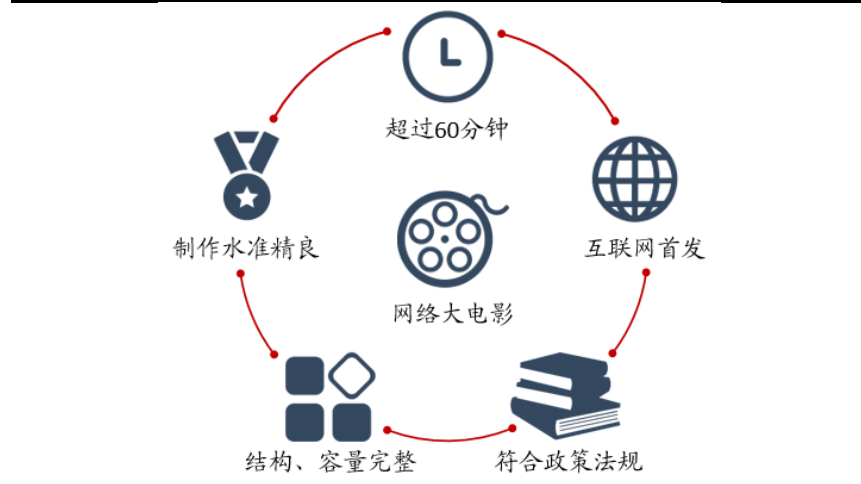 超过60分钟
制作水准精良
互联网首发
网络大电影
结构、容量完整
符合政策法规